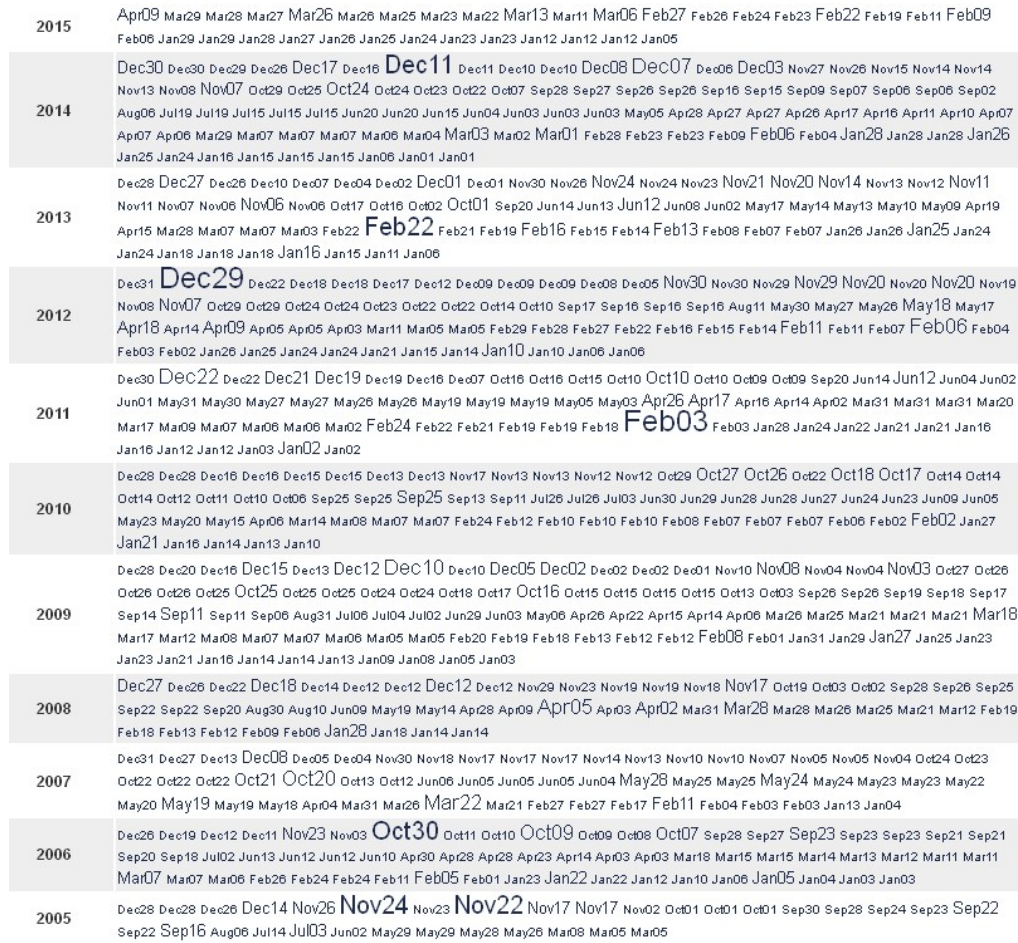 2015
Apr09 Mar29 Mar28 Mar27 Mar26 Mar26 Mar25 Mar23 Mar22 Mar13 Mar11 Mar06 Feb27 Feb26 Feb24 Feb23 Feb22 Feb19 Feb11 Feb09
Feb06 Jan29 Jan29 Jan28 Jan27 Jan26 Jan25 Jan24 Jan23 Jan23 Jan12 Jan12 Jan12 Jan05
2014
Dec30 Dec30 Dec29 Dec26 Dec17 Dec16 Dec11 Dec11 Dec10 Dec10 Dec08 Dec07 Dec06 Dec03 Nov27 Nov26 Nov15 Nov14 Nov14
Nov13 Nov08 Nov07 Oct29 Oct25 Oct24 Oct24 Oct23 Oct22 Oct07 Sep28 Sep27 Sep26 Sep26 Sep16 Sep15 Sep09 Sep07 Sep06 Sep06 Sep02
Aug06 Jul19 Jul19 Jul15 Jul15 Jul15 Jun20 Jun20 Jun15 Jun04 Jun03 Jun03 Jun03 May05 Apr28 Apr27 Apr27 Apr26 Apr17 Apr16 Apr11 Apr10 Apr07
Apr07 Apr06 Mar29 Mar07 Mar07 Mar07 Mar06 Mar04 Mar03 Mar02 Mar01 Feb28 Feb23 Feb23 Feb09 Feb06 Feb04 Jan28 Jan28 Jan28 Jan26
Jan25 Jan24 Jan16 Jan15 Jan15 Jan15 Jan06 Jan01 Jan01
2013
Dec28 Dec27 Dec26 Dec10 Dec07 Dec04 Dec02 Dec01 Dec01 Nov30 Nov26 Nov24 Nov24 Nov23 Nov21 Nov20 Nov14 Nov13 Nov12 Nov11
Nov11 Nov07 Nov06 Nov06 Nov06 Oct17 Oct16 Oct02 Oct01 Sep20 Jun14 Jun13 Jun12 Jun08 Jun02 May17 May14 May13 May10 May09 Apr19
Apr15 Mar28 Mar07 Mar07 Mar03 Feb22 Feb22 Feb21 Feb19 Feb16 Feb15 Feb14 Feb13 Feb08 Feb07 Feb07 Jan26 Jan26 Jan25 Jan24
Jan24 Jan18 Jan18 Jan18 Jan16 Jan15 Jan11 Jan06
2012
Dec31 Dec29 Dec22 Dec18 Dec18 Dec17 Dec12 Dec09 Dec09 Dec09 Dec08 Dec05 Nov30 Nov30 Nov29 Nov29 Nov20 Nov20 Nov20 Nov19
Nov08 Nov07 Oct29 Oct29 Oct24 Oct24 Oct23 Oct22 Oct22 Oct14 Oct10 Sep17 Sep16 Sep16 Sep16 Aug11 May30 May27 May26 May18 May17
Apr18 Apr14 Apr09 Apr05 Apr05 Apr03 Mar11 Mar05 Mar05 Feb29 Feb28 Feb27 Feb22 Feb16 Feb15 Feb14 Feb11 Feb11 Feb07 Feb06 Feb04
Feb03 Feb02 Jan26 Jan25 Jan24 Jan24 Jan21 Jan15 Jan14 Jan10 Jan10 Jan06 Jan06
2011
Dec30 Dec22 Dec22 Dec21 Dec19 Dec19 Dec16 Dec07 Oct16 Oct16 Oct15 Oct10 Oct10 Oct10 Oct09 Oct09 Sep20 Jun14 Jun12 Jun04 Jun02
Jun01 May31 May30 May27 May27 May26 May26 May19 May19 May19 May05 May03 Apr26 Apr17 Apr16 Apr14 Apr02 Mar31 Mar31 Mar31 Mar20
Mar17 Mar09 Mar07 Mar06 Mar06 Mar02 Feb24 Feb22 Feb21 Feb19 Feb19 Feb18 Feb03 Feb03 Jan28 Jan24 Jan22 Jan21 Jan21 Jan16
Jan16 Jan12 Jan12 Jan03 Jan02 Jan02
2010
Dec28 Dec28 Dec16 Dec16 Dec15 Dec15 Dec13 Dec13 Nov17 Nov13 Nov13 Nov12 Nov12 Oct29 Oct27 Oct26 Oct22 Oct18 Oct17 Oct14 Oct14
Oct14 Oct12 Oct11 Oct10 Oct06 Sep25 Sep25 Sep25 Sep13 Sep11 Jul26 Jul26 Jul03 Jun30 Jun29 Jun28 Jun28 Jun27 Jun24 Jun23 Jun09 Jun05
May23 May20 May15 Apr06 Mar14 Mar08 Mar07 Mar07 Feb24 Feb12 Feb10 Feb10 Feb10 Feb08 Feb07 Feb07 Feb07 Feb06 Feb02 Feb02 Jan27
Jan21 Jan16 Jan14 Jan13 Jan10
2009
Dec28 Dec20 Dec16 Dec15 Dec13 Dec12 Dec10 Dec10 Dec05 Dec02 Dec02 Dec02 Dec01 Nov10 Nov08 Nov04 Nov04 Nov03 Oct27 Oct26
Oct26 Oct26 Oct25 Oct25 Oct25 Oct25 Oct24 Oct24 Oct18 Oct17 Oct16 Oct15 Oct15 Oct15 Oct15 Oct13 Oct03 Sep26 Sep26 Sep19 Sep18 Sep17
Sep14 Sep11 Sep11 Sep06 Aug31 Jul06 Jul04 Jul02 Jun29 Jun03 May06 Apr26 Apr22 Apr15 Apr14 Apr06 Mar26 Mar25 Mar21 Mar21 Mar21 Mar18
Mar17 Mar12 Mar08 Mar07 Mar07 Mar06 Mar05 Mar05 Feb20 Feb19 Feb18 Feb13 Feb12 Feb12 Feb08 Feb01 Jan31 Jan29 Jan27 Jan25 Jan23
Jan23 Jan21 Jan16 Jan14 Jan14 Jan13 Jan09 Jan08 Jan05 Jan03
2008
Dec27 Dec26 Dec22 Dec18 Dec14 Dec12 Dec12 Dec12 Dec12 Nov29 Nov23 Nov19 Nov19 Nov18 Nov17 Oct19 Oct03 Oct02 Sep28 Sep26 Sep25
Sep22 Sep22 Sep20 Aug30 Aug10 Jun09 May19 May14 Apr28 Apr09 Apr05 Apr03 Apr02 Mar31 Mar28 Mar28 Mar26 Mar25 Mar21 Mar12 Feb19
Feb18 Feb13 Feb12 Feb09 Feb06 Jan28 Jan18 Jan14 Jan14
2007
Dec31 Dec27 Dec13 Dec08 Dec05 Dec04 Nov30 Nov18 Nov17 Nov17 Nov17 Nov14 Nov13 Nov10 Nov10 Nov07 Nov05 Nov05 Nov04 Oct24 Oct23
Oct22 Oct22 Oct22 Oct21 Oct20 Oct13 Oct12 Jun06 Jun05 Jun05 Jun05 Jun04 May28 May25 May25 May24 May24 May23 May23 May22
May20 May19 May19 May18 Apr04 Mar31 Mar26 Mar22 Mar21 Feb27 Feb27 Feb17 Feb11 Feb04 Feb03 Feb03 Jan13 Jan04
2006
Dec26 Dec19 Dec12 Dec11 Nov23 Nov03 Oct30 Oct11 Oct10 Oct09 Oct09 Oct08 Oct07 Sep28 Sep27 Sep23 Sep23 Sep23 Sep21 Sep21
Sep20 Sep18 Jul02 Jun13 Jun12 Jun12 Jun10 Apr30 Apr28 Apr28 Apr23 Apr14 Apr03 Apr03 Mar18 Mar15 Mar15 Mar14 Mar13 Mar12 Mar11 Mar11
Mar07 Mar07 Mar06 Feb26 Feb24 Feb24 Feb11 Feb05 Feb01 Jan23 Jan22 Jan22 Jan12 Jan10 Jan06 Jan05 Jan04 Jan03 Jan03
2005
Dec28 Dec28 Dec26 Dec14 Nov26 Nov24 Nov23 Nov22 Nov17 Nov17 Nov02 Oct01 Oct01 Oct01 Sep30 Sep28 Sep24 Sep23 Sep22
Sep22 Sep16 Aug06 Jul14 Jul03 Jun02 May29 May29 May28 May26 Mar08 Mar05 Mar05